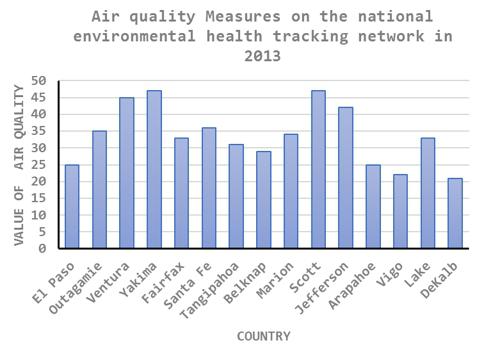 Air quality Measures on the national
environmental health tracking network in
2013
VALUE OF AIR QUALITY
50
45
40
35
30
25
20
15
10
5
0
El Paso
Outagamie
Ventura
Yakima
Fairfax
Santa Fe
Tangipahoa
Belknap
Marion
Scott
Jefferson
Arapahoe
Vigo
Lake
DeKalb
COUNTRY